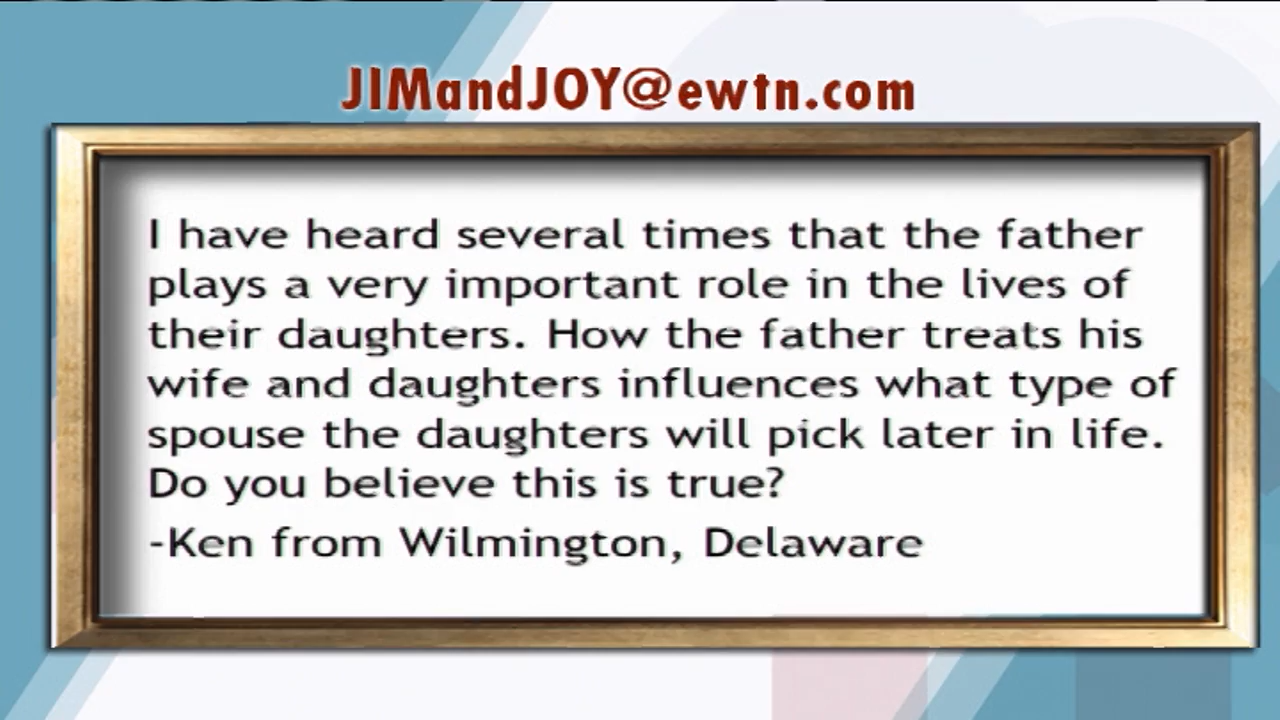 JIMandJOY@ewtn.com
I have heard several times that the father
plays a very important role in the lives of
their daughters. How the father treats his
wife and daughters influences what type of
spouse the daughters will pick later in life.
Do you believe this is true?
-Ken from Wilmington, Delaware